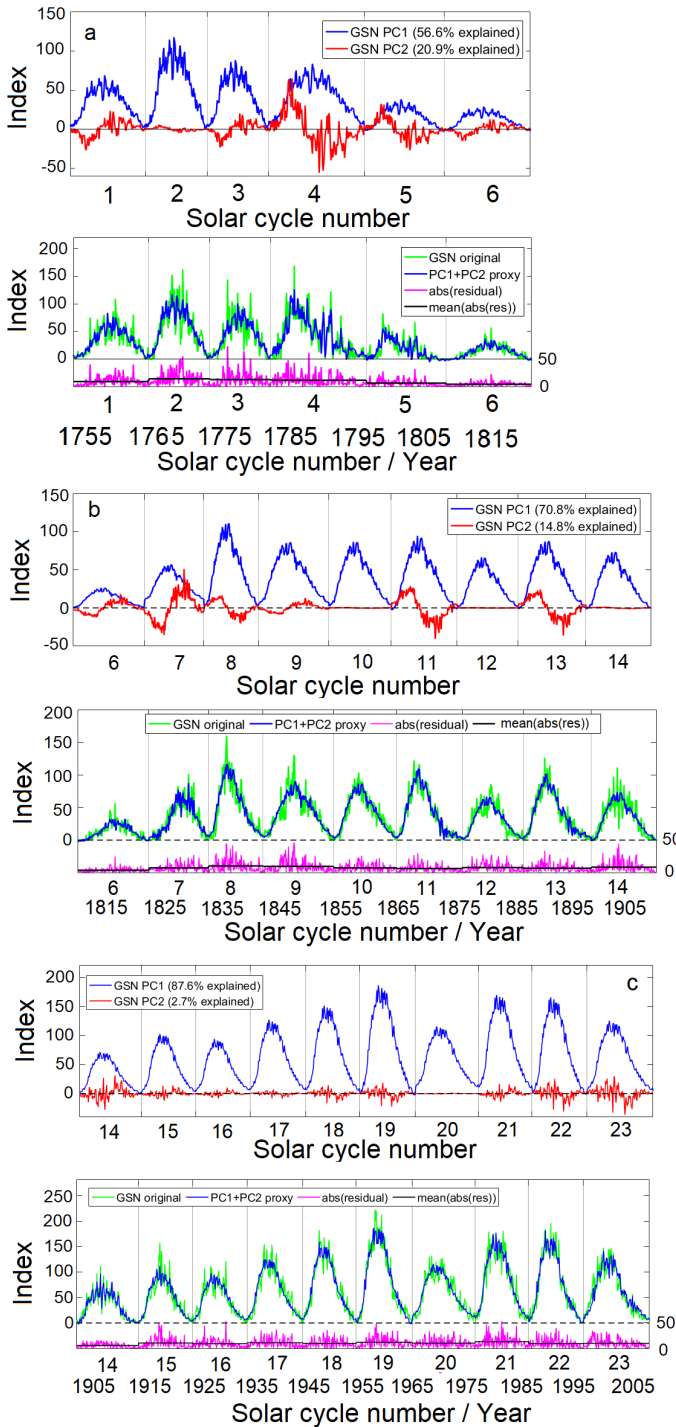 a
GSN PC1 (56.6% explained)
GSN PC2 (20.9% explained)
150
100
50
0
-50
Index
1 2 3 4 5 6
Solar cycle number
GSN original
PC1+PC2 proxy
abs(residual)
mean(abs(res))
200
150
100
50
0
Index
50
0
1 2 3 4 5 6
1755 1765 1775 1785 1795 1805 1815
Solar cycle number / Year
b
GSN PC1 (70.8% explained)
GSN PC2 (14.8% explained)
150
100
50
0
-50
Index
6 7 8 9 10 11 12 13 14
Solar cycle number
GSN original PC1+PC2 proxy abs(residual) mean(abs(res))
200
150
100
50
0
Index
50
0
6 7 8 9 10 11 12 13 14
1815 1825 1835 1845 1855 1865 1875 1885 1895 1905
Solar cycle number / Year
c
GSN PC1 (87.6% explained)
GSN PC2 (2.7% explained)
200
150
100
50
0
Index
14 15 16 17 18 19 20 21 22 23
Solar cycle number
GSN original PC1+PC2 proxy abs(residual) mean(abs(res))
250
200
150
100
50
0
Index
50
0
14 15 16 17 18 19 20 21 22 23
1905 1915 1925 1935 1945 1955 1965 1975 1985 1995 2005
Solar cycle number / Year